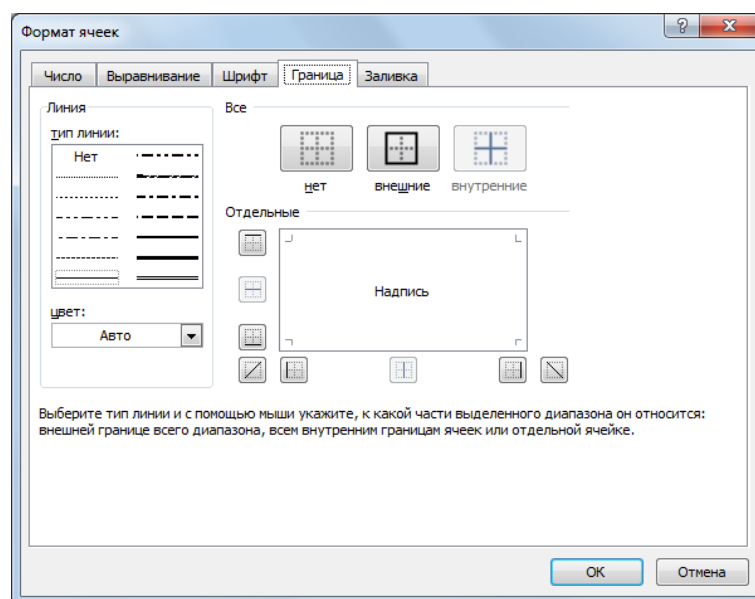 Формат ячеек
Число Выравнивание Шрифт Граница Заливка
Линия
тип линии:
Нет
цвет:
Авто
Все
нет внешние внутренние
Отдельные
Надпись
Выберите тип линии и с помощью мыши укажите, к какой части выделенного диапазона он относится:
внешней границе всего диапазона, всем внутренним границам ячеек или отдельной ячейке.
ОК Отмена